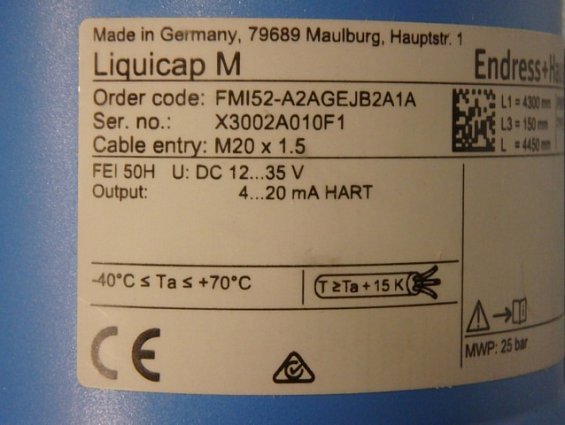 Made in Germany, 79689 Maulburg, Hauptstr. 1
Liquicap M
Endress+Ha
Order code: FMI52-A2AGEJB2A1A
Ser. no.: X3002A010F1
Cable entry: M20 x 1.5
L1 = 4300 mm
L3 = 150 mm
L = 4450 mm
FEI 50H U: DC 12...35 V
Output: 4...20 mA HART
-40°C ≤ Ta ≤ +70°C
T ≥Ta + 15 K
CE
MWP: 25 bar